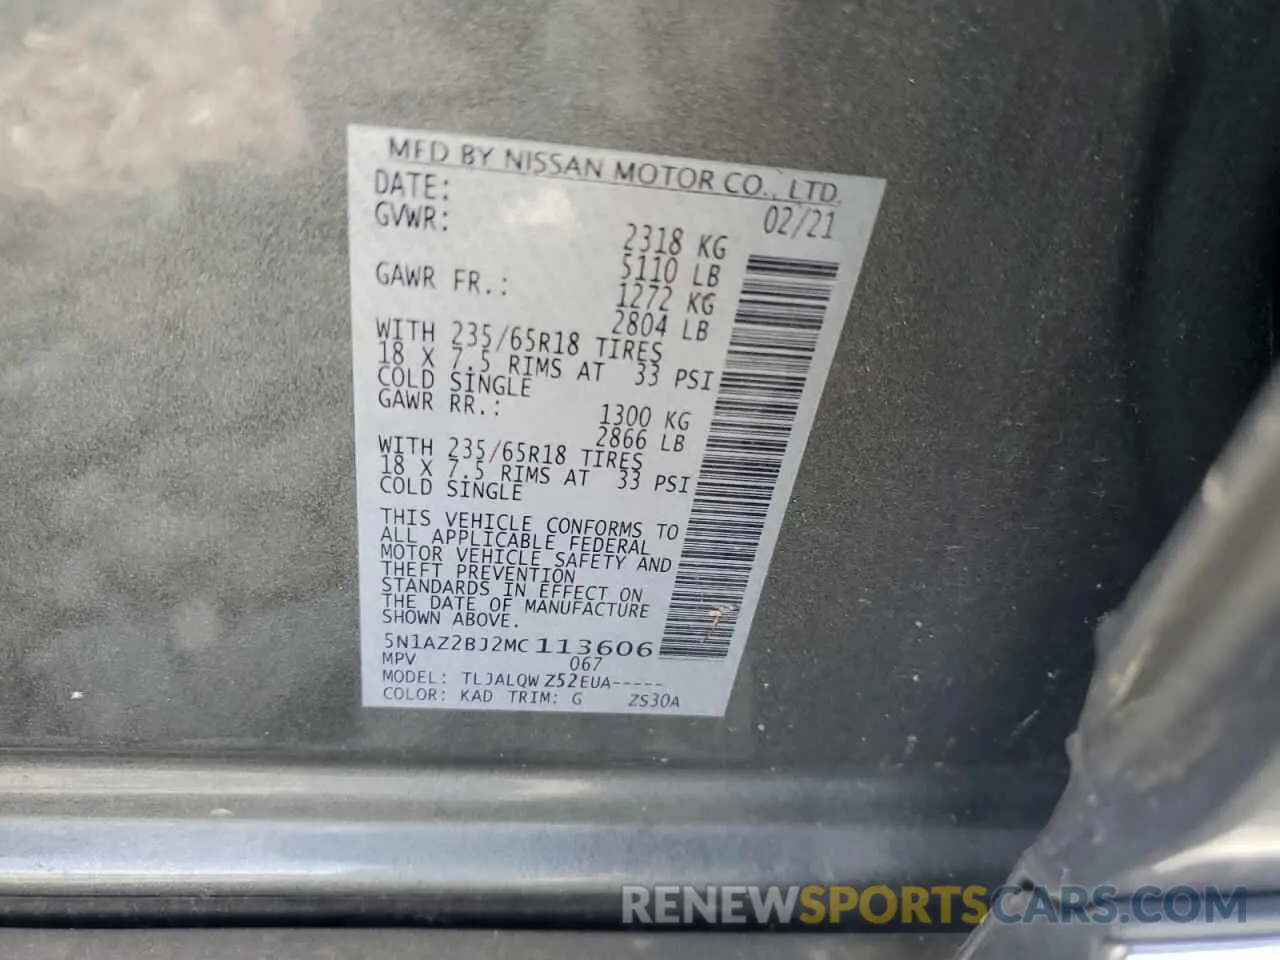 MFD BY NISSAN MOTOR CO., LTD.
DATE: 02/21
GVWR: 2318 KG
5110 LB
GAWR FR.: 1272 KG
2804 LB
WITH 235/65R18 TIRES
18 X 7.5 RIMS AT 33 PSI
COLD SINGLE
GAWR RR.: 1300 KG
2866 LB
WITH 235/65R18 TIRES
18 X 7.5 RIMS AT 33 PSI
COLD SINGLE
THIS VEHICLE CONFORMS TO
ALL APPLICABLE FEDERAL
MOTOR VEHICLE SAFETY AND
THEFT PREVENTION
STANDARDS IN EFFECT ON
THE DATE OF MANUFACTURE
SHOWN ABOVE.
5N1AZ2BJ2MC113606
MPV 067
MODEL: TLJALQW Z52EUA-----
COLOR: KAD TRIM: G ZS30A
RENEWSPORTSCARS.COM